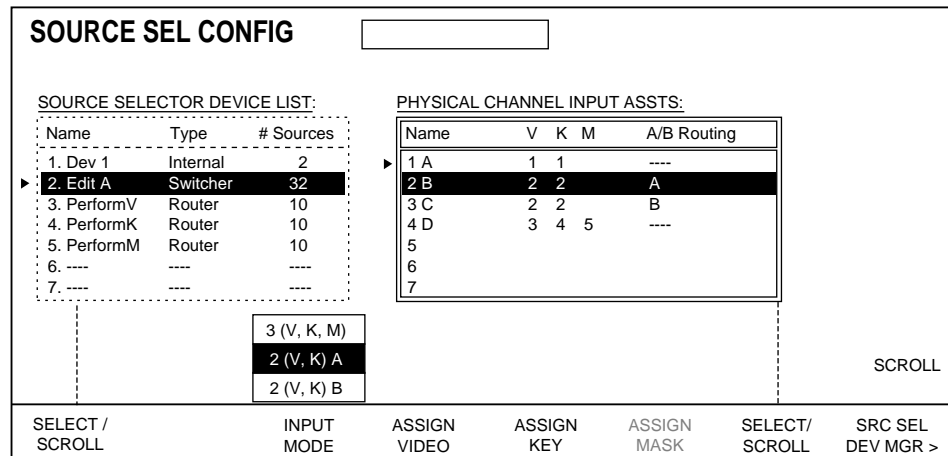 SOURCE SEL CONFIG
SOURCE SELECTOR DEVICE LIST:
Name Type # Sources
1. Dev 1 Internal 2
2. Edit A Switcher 32
3. PerformV Router 10
4. PerformK Router 10
5. PerformM Router 10
6. ---- ---- ----
7. ---- ---- ----
PHYSICAL CHANNEL INPUT ASSTS:
Name V K M A/B Routing
1 A 1 1 ----
2 B 2 2 A
3 C 2 2 B
4 D 3 4 5 ----
5
6
7
3 (V, K, M)
2 (V, K) A
2 (V, K) B
SCROLL
SELECT /
SCROLL
INPUT
MODE
ASSIGN
VIDEO
ASSIGN
KEY
ASSIGN
MASK
SELECT/
SCROLL
SRC SEL
DEV MGR >